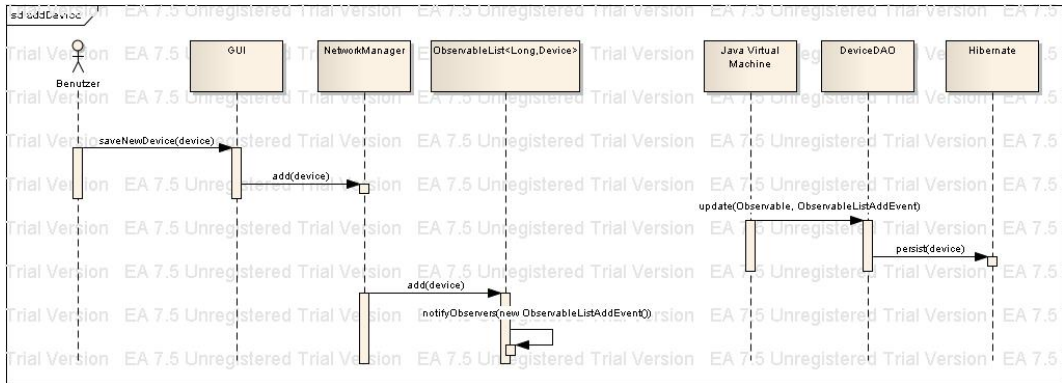 sd addDevice
Benutzer
GUI
NetworkManager
ObservableList<Long,Device>
Java Virtual
Machine
DeviceDAO
Hibernate
saveNewDevice(device)
add(device)
update(Observable, ObservableListAddEvent)
persist(device)
add(device)
notifyObservers(new ObservableListAddEvent())
EA 7.5 Unregistered Trial Version